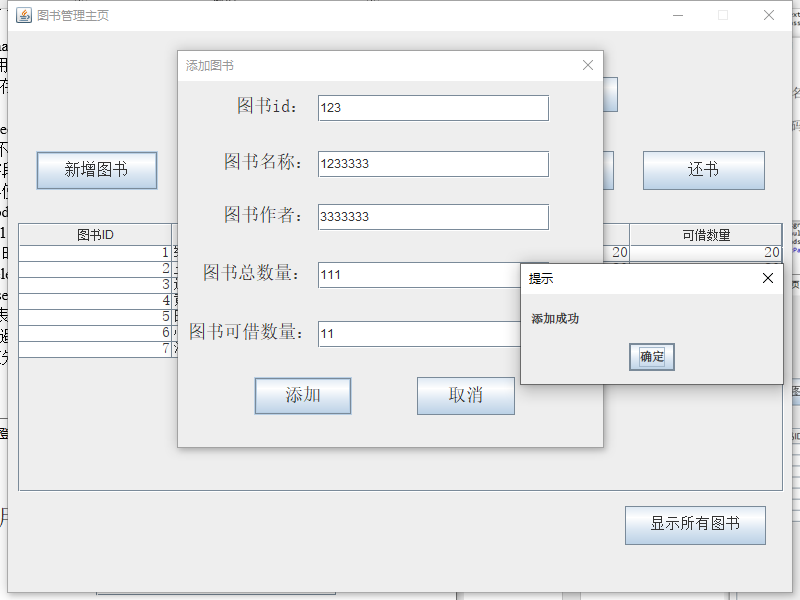 图书管理主页
添加图书
图书id： 123
新增图书
图书名称： 1233333
还书
图书作者： 3333333
图书ID
可借数量
1
20
20
2
3
4
5
6
7
图书总数量： 111
提示
添加成功
确定
图书可借数量： 11
添加
取消
显示所有图书